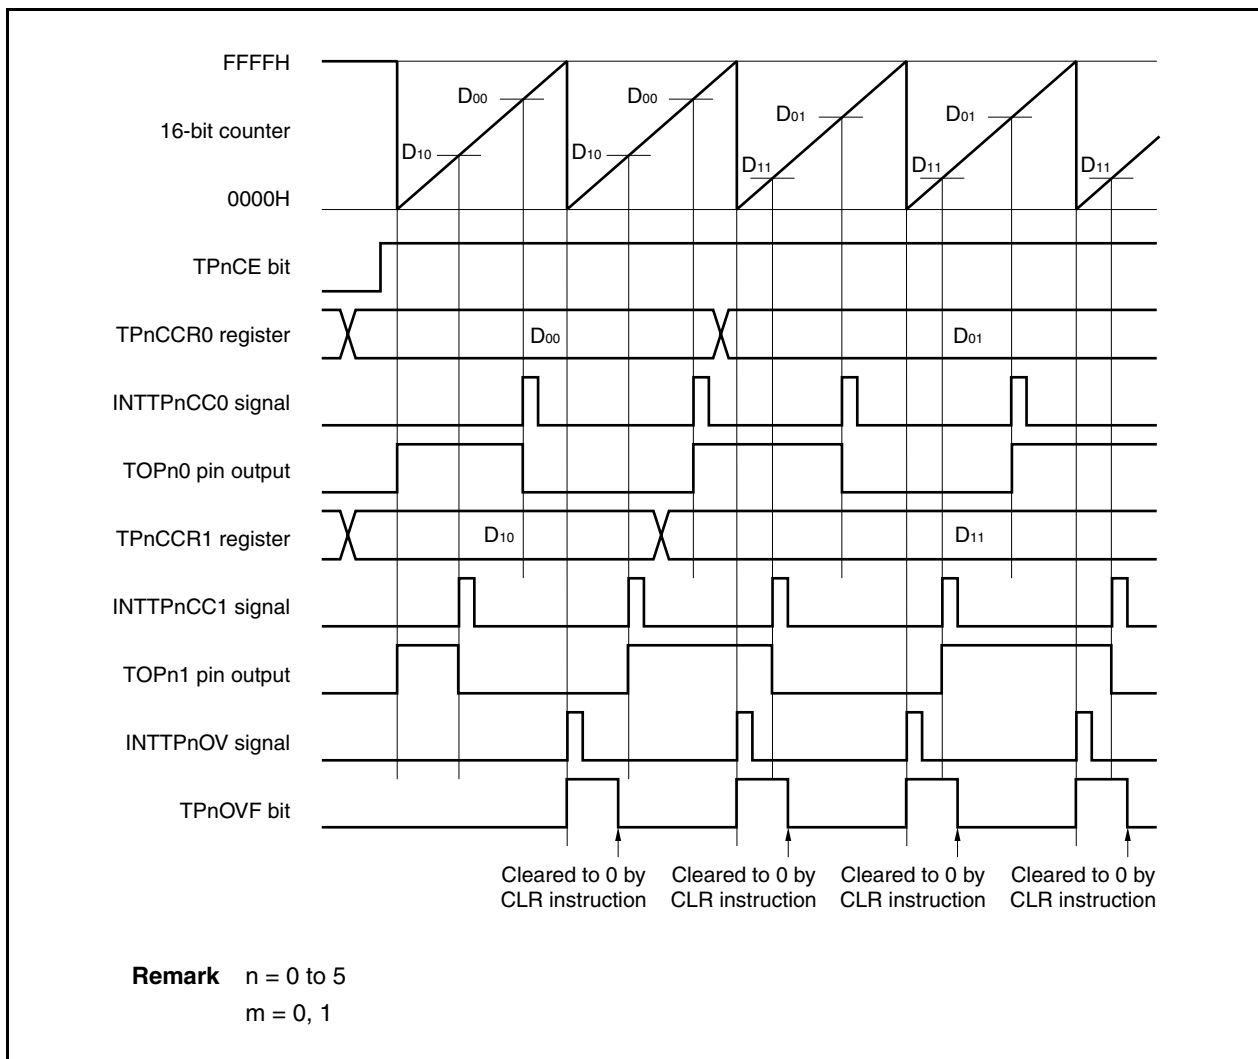 FFFFH
D00 D00
D01 D01
16-bit counter
D10 D10
D11 D11 D11
0000H
TPnCE bit
TPnCCR0 register D00 D01
INTTPnCC0 signal
TOPn0 pin output
TPnCCR1 register D10 D11
INTTPnCC1 signal
TOPn1 pin output
INTTPnOV signal
TPnOVF bit
Cleared to 0 by Cleared to 0 by Cleared to 0 by Cleared to 0 by
CLR instruction CLR instruction CLR instruction CLR instruction
Remark n = 0 to 5
m = 0, 1